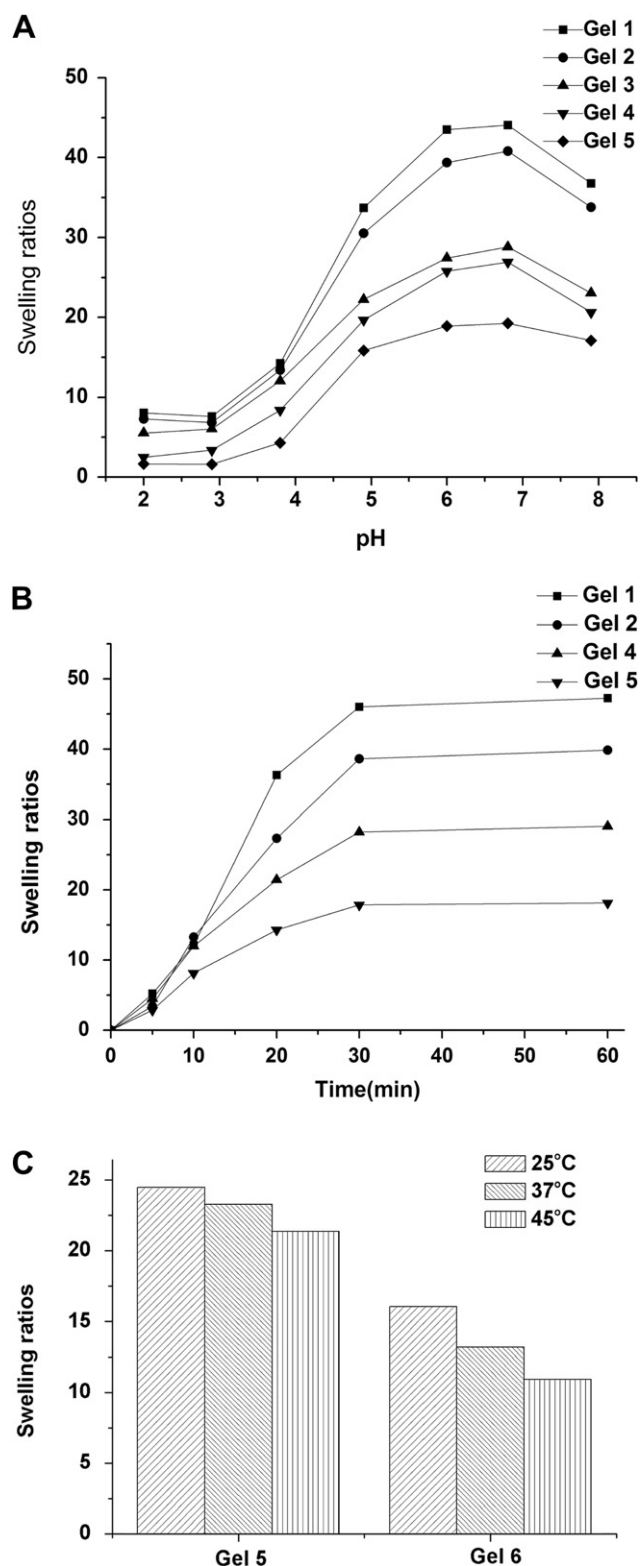 A
Gel 1
Gel 2
Gel 3
Gel 4
Gel 5
50
40
30
20
10
0
Swelling ratios
2 3 4 5 6 7 8
pH
B
Gel 1
Gel 2
Gel 4
Gel 5
50
40
30
20
10
0
Swelling ratios
0 10 20 30 40 50 60
Time(min)
C
25°C
37°C
45°C
25
20
15
10
5
0
Swelling ratios
Gel 5 Gel 6